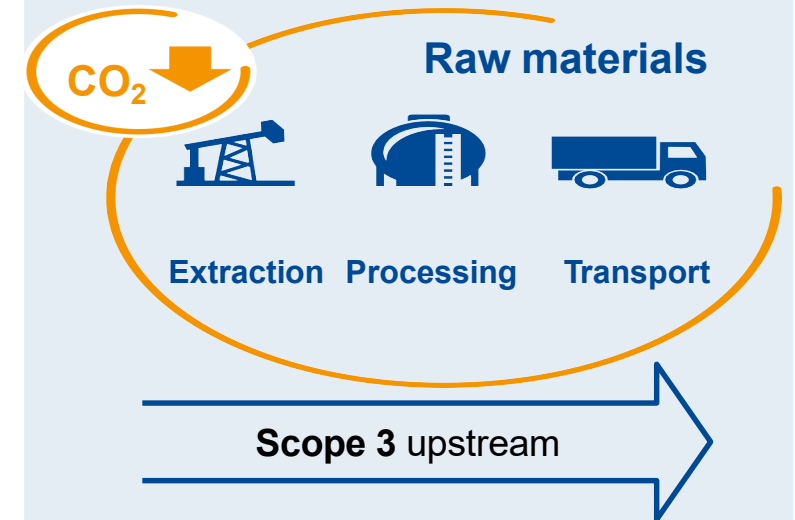 CO₂
Raw materials
Extraction Processing Transport
Scope 3 upstream